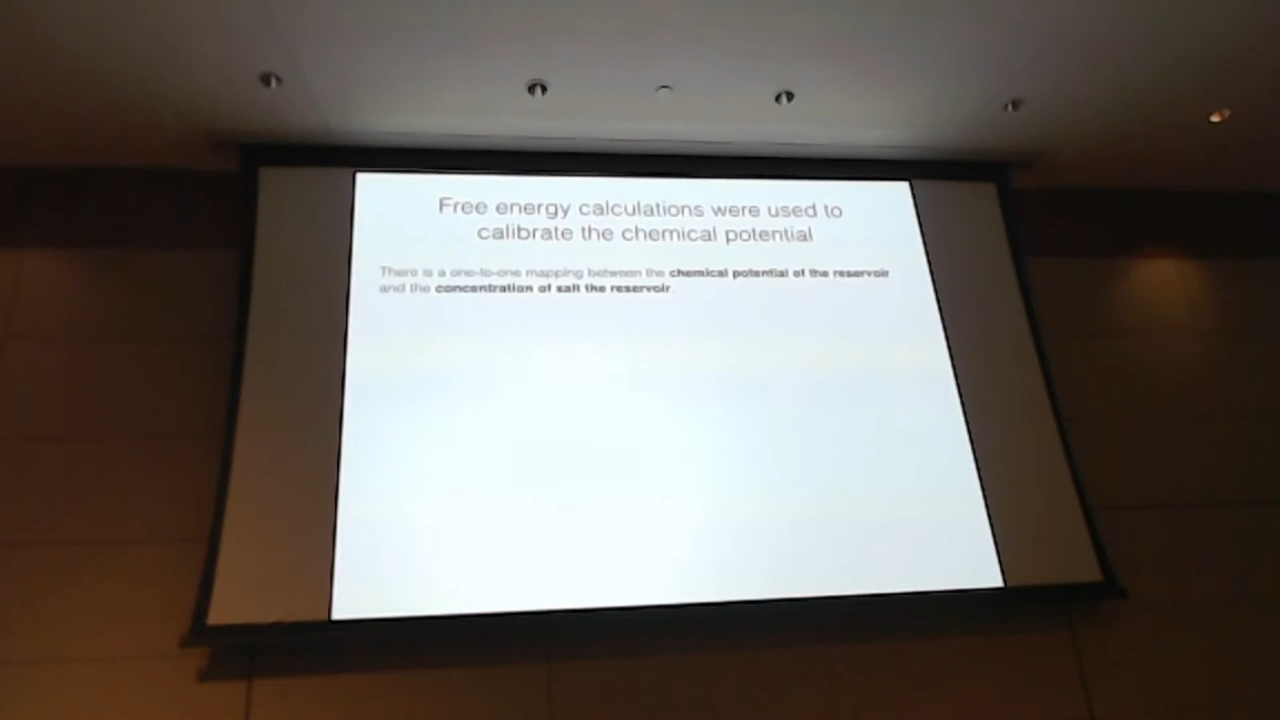 Free energy calculations were used to
calibrate the chemical potential
There is a one-to-one mapping between the chemical potential of the reservoir
and the concentration of salt the reservoir